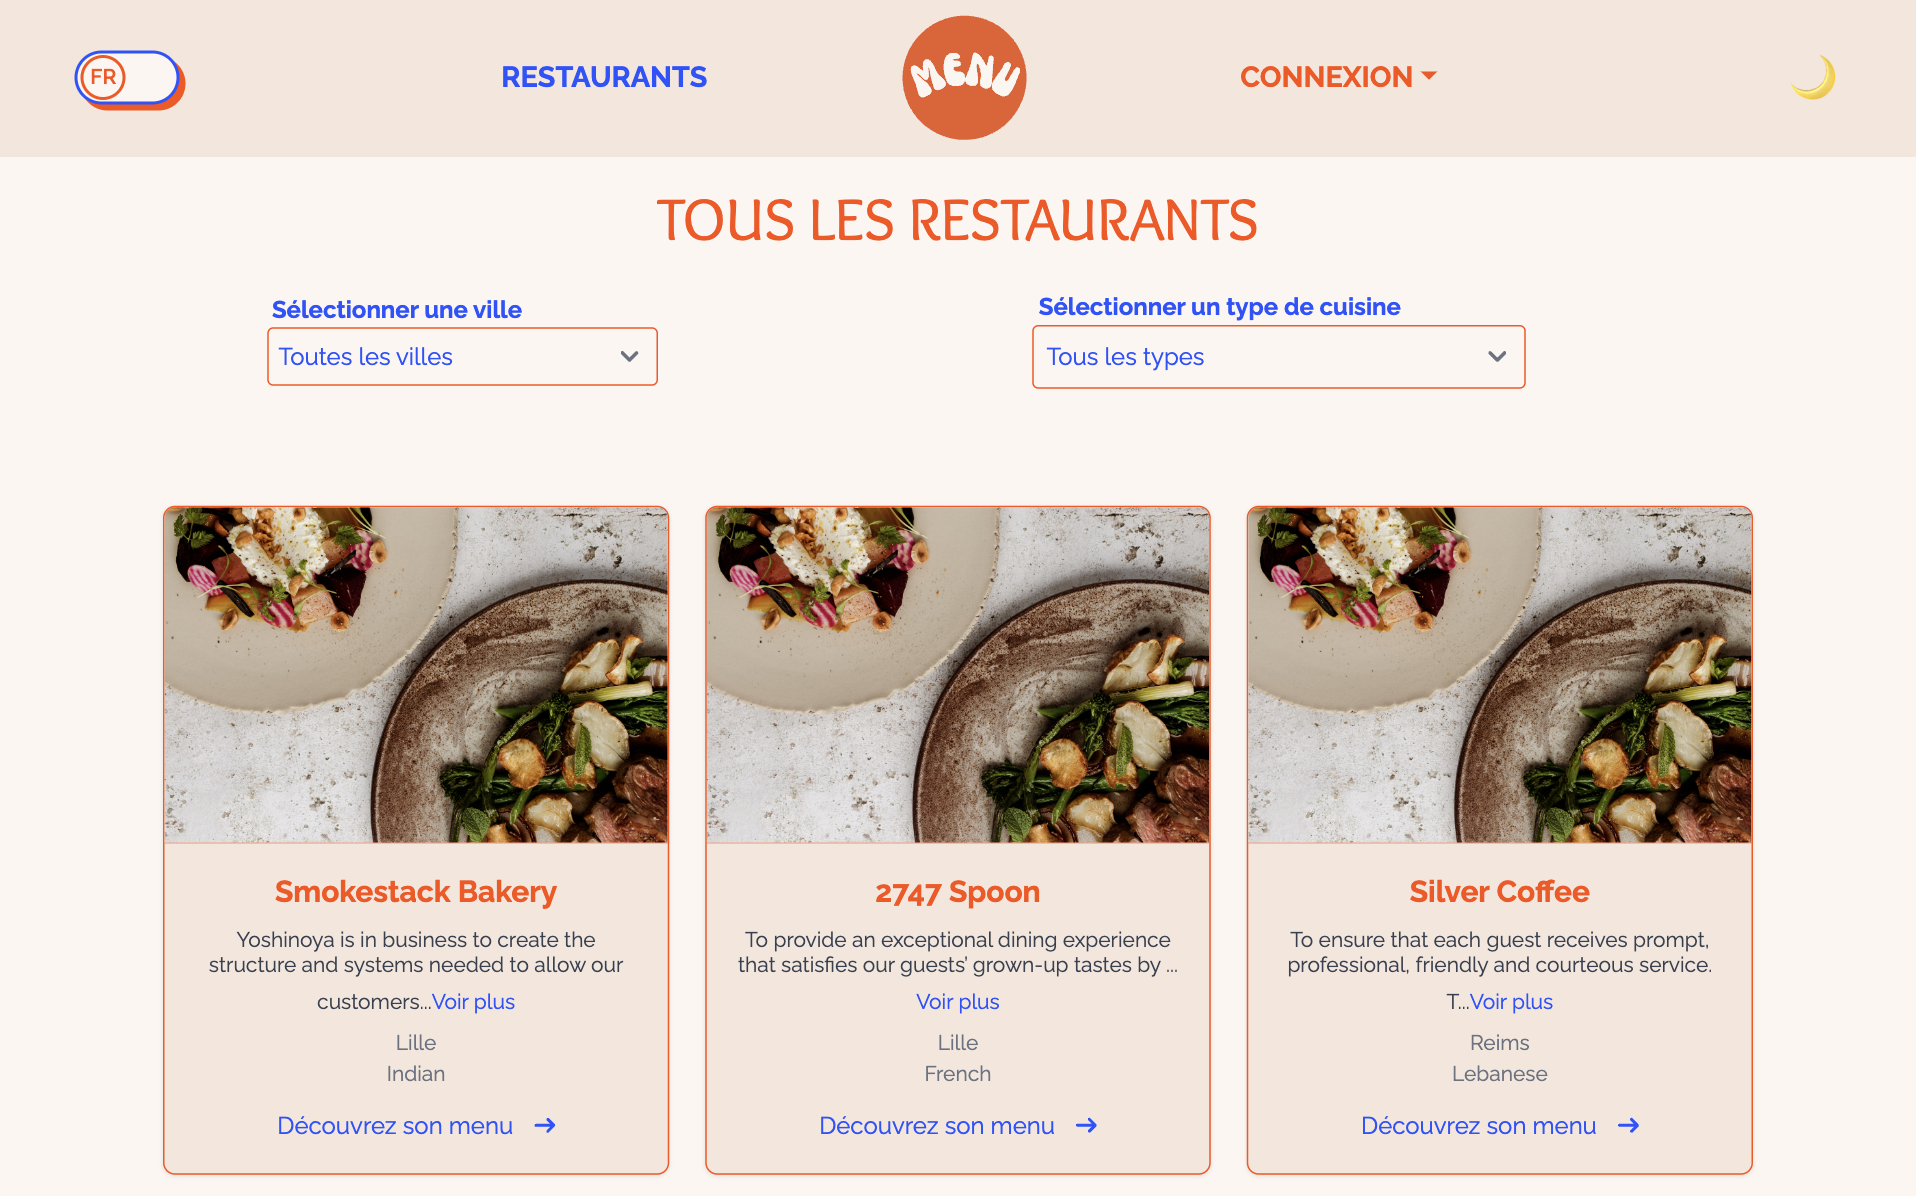 FR
RESTAURANTS
MENU
CONNEXION
TOUS LES RESTAURANTS
Sélectionner une ville
Sélectionner un type de cuisine
Toutes les villes
Tous les types
Smokestack Bakery
Yoshinoya is in business to create the
structure and systems needed to allow our
customers...Voir plus
Lille
Indian
Découvrez son menu
2747 Spoon
To provide an exceptional dining experience
that satisfies our guests’ grown-up tastes by ...
Voir plus
Lille
French
Découvrez son menu
Silver Coffee
To ensure that each guest receives prompt,
professional, friendly and courteous service.
T...Voir plus
Reims
Lebanese
Découvrez son menu